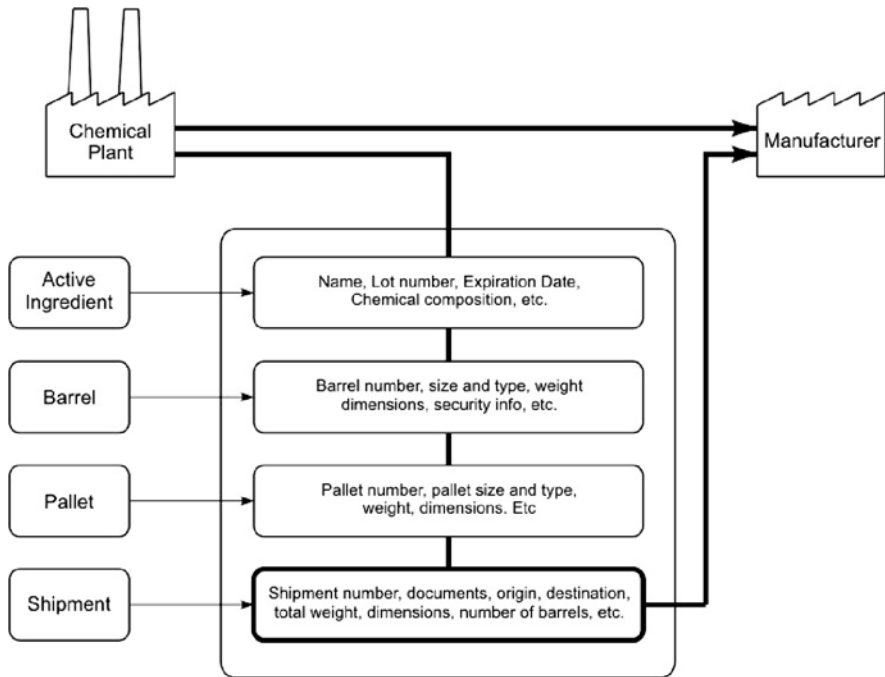 Chemical
Plant
Manufacturer
Active
Ingredient
Name, Lot number, Expiration Date,
Chemical composition, etc.
Barrel
Barrel number, size and type, weight
dimensions, security info, etc.
Pallet
Pallet number, pallet size and type,
weight, dimensions. Etc
Shipment
Shipment number, documents, origin, destination,
total weight, dimensions, number of barrels, etc.